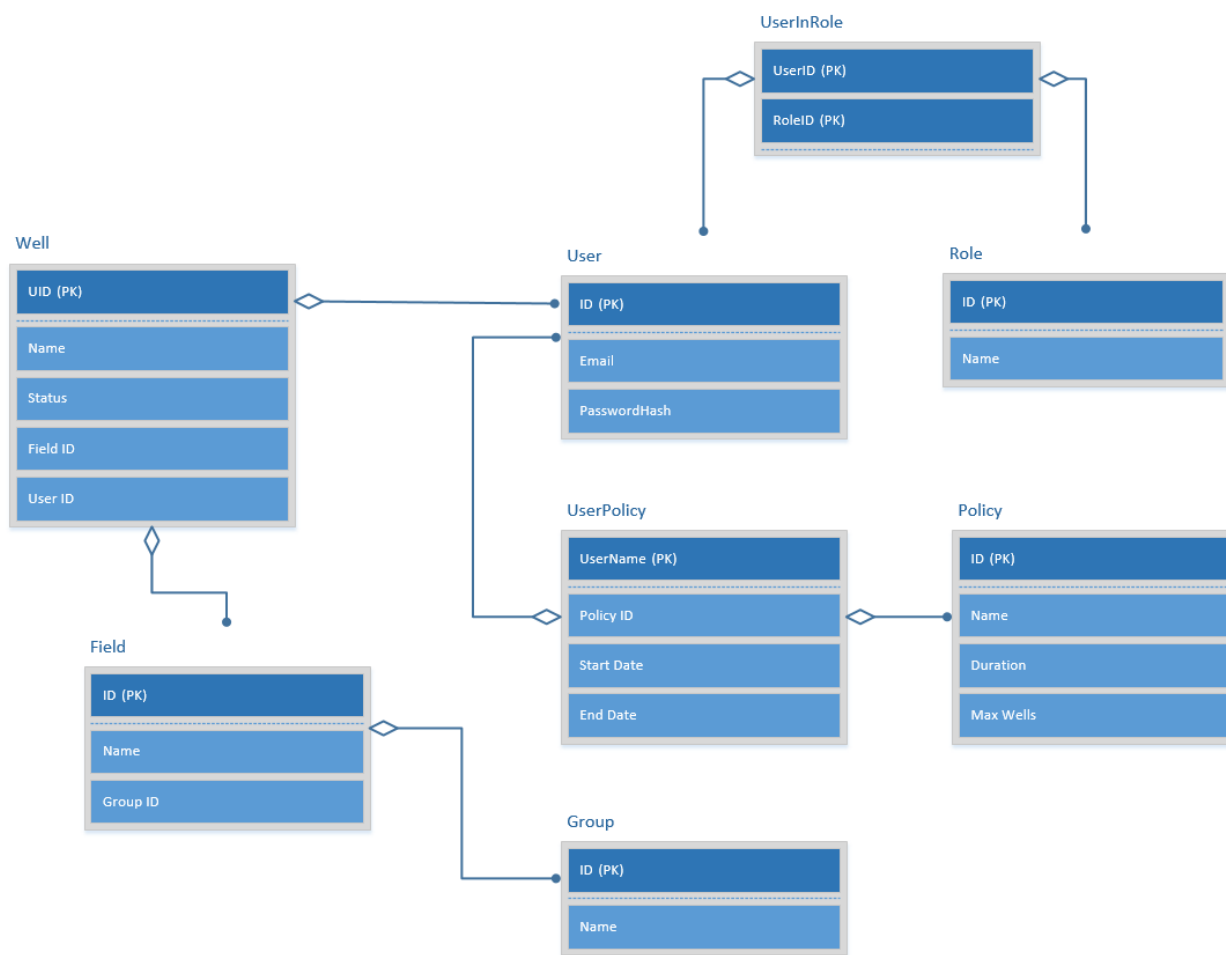 UserInRole
UserID (PK)
RoleID (PK)
Well
UID (PK)
Name
Status
Field ID
User ID
User
ID (PK)
Email
PasswordHash
Role
ID (PK)
Name
UserPolicy
UserName (PK)
Policy ID
Start Date
End Date
Policy
ID (PK)
Name
Duration
Max Wells
Field
ID (PK)
Name
Group ID
Group
ID (PK)
Name